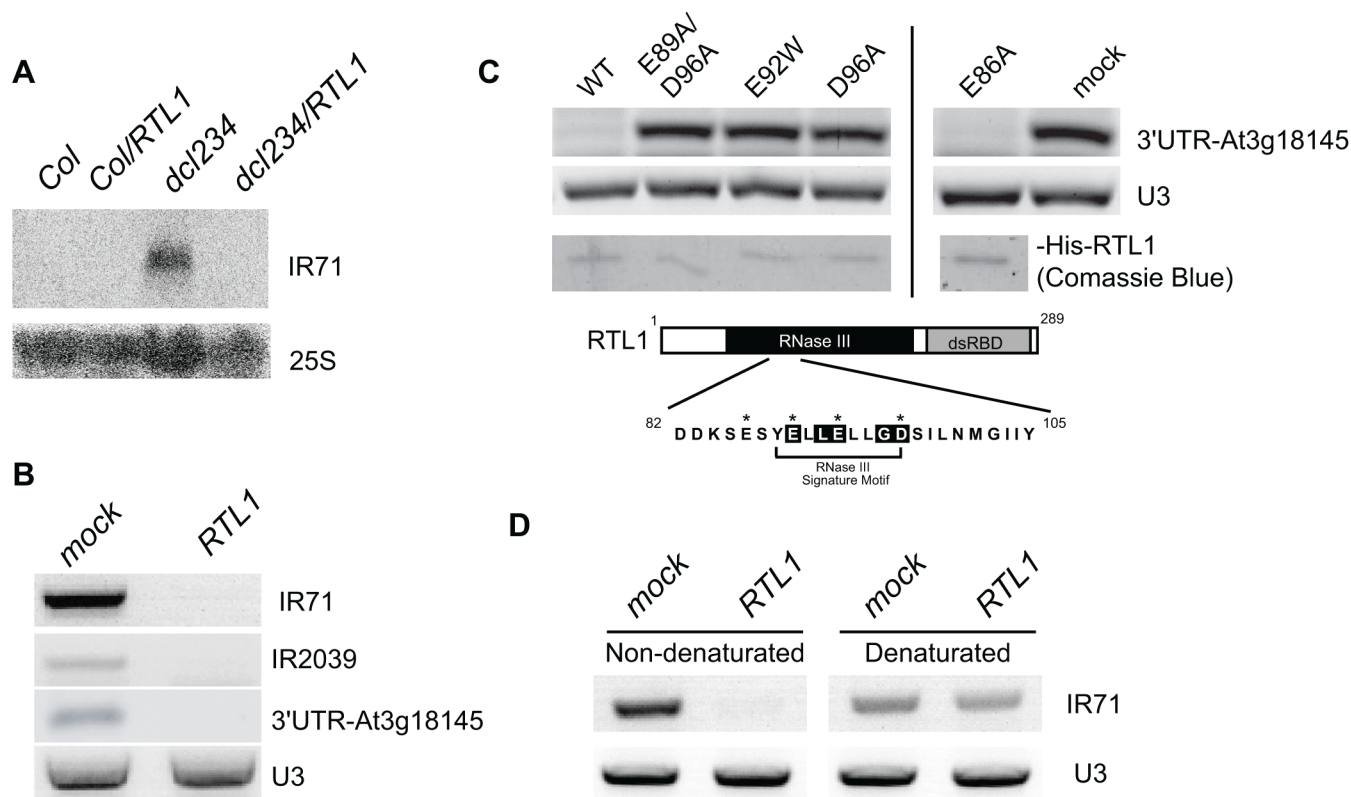 A
Col
Col/RTL1
dcl234
dcl234/RTL1
IR71
25S
B
mock
RTL1
IR71
IR2039
3'UTR-At3g18145
U3
C
WT
E89A/
D96A
E92W
D96A
E86A
mock
3'UTR-At3g18145
U3
-His-RTL1
(Comassie Blue)
RTL1
1
RNase III
dsRBD
289
* * * *
82 DDKSESYELLELLGDSILNMGIIY 105
RNase III
Signature Motif
D
mock
RTL1
mock
RTL1
Non-denaturated
Denaturated
IR71
U3